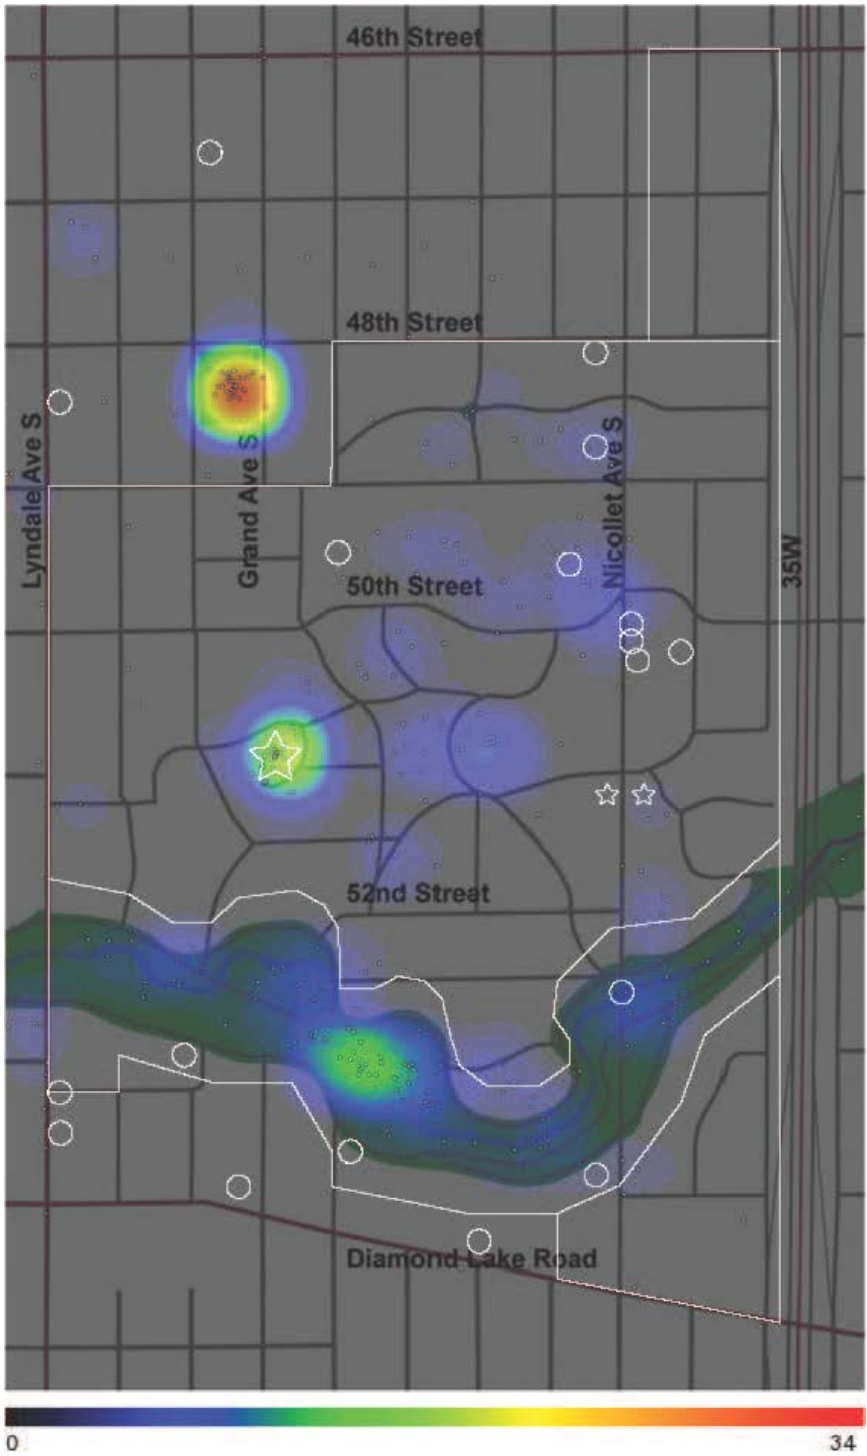 46th Street
48th Street
Lyndale Ave S
Grand Ave S
Nicollet Ave S
35W
50th Street
52nd Street
Diamond Lake Road
0
34